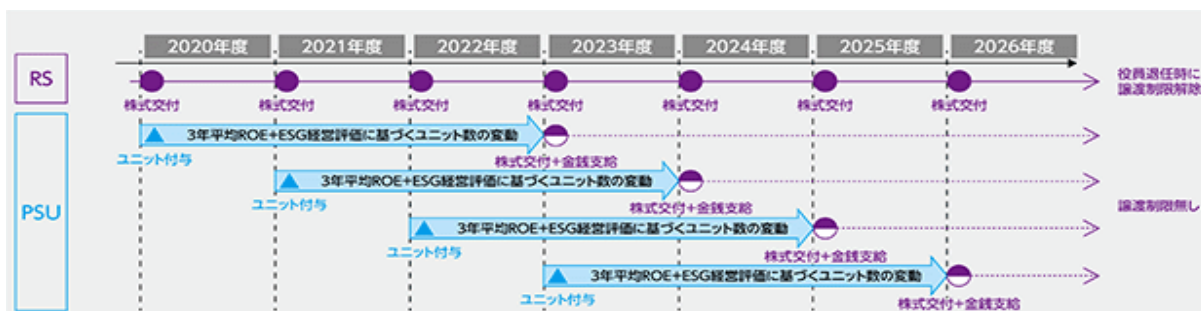 2020年度 2021年度 2022年度 2023年度 2024年度 2025年度 2026年度
RS
役員退任時に
譲渡制限解除
株式交付 株式交付 株式交付 株式交付 株式交付 株式交付 株式交付
PSU
3年平均ROE+ESG経営評価に基づくユニット数の変動
ユニット付与
株式交付+金銭支給
3年平均ROE+ESG経営評価に基づくユニット数の変動
ユニット付与
株式交付+金銭支給
譲渡制限無し
3年平均ROE+ESG経営評価に基づくユニット数の変動
ユニット付与
株式交付+金銭支給
3年平均ROE+ESG経営評価に基づくユニット数の変動
ユニット付与
株式交付+金銭支給